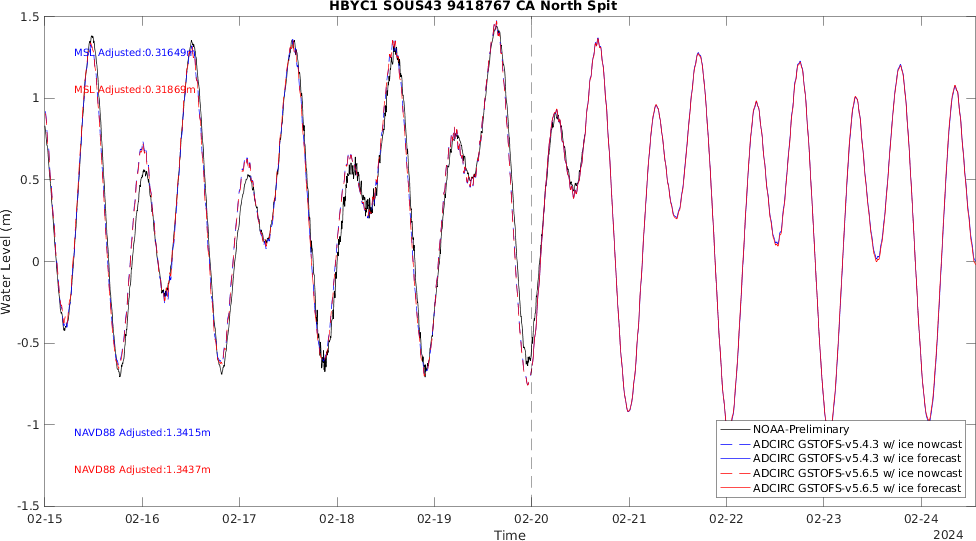 HBYC1 SOUS43 9418767 CA North Spit
1.5
1
0.5
0
-0.5
-1
-1.5
Water Level (m)
MSL Adjusted:0.31649m
MSL Adjusted:0.31869m
NAVD88 Adjusted:1.3415m
NAVD88 Adjusted:1.3437m
NOAA-Preliminary
ADCIRC GSTOFS-v5.4.3 w/ ice nowcast
ADCIRC GSTOFS-v5.4.3 w/ ice forecast
ADCIRC GSTOFS-v5.6.5 w/ ice nowcast
ADCIRC GSTOFS-v5.6.5 w/ ice forecast
02-15 02-16 02-17 02-18 02-19 02-20 02-21 02-22 02-23 02-24
Time
2024